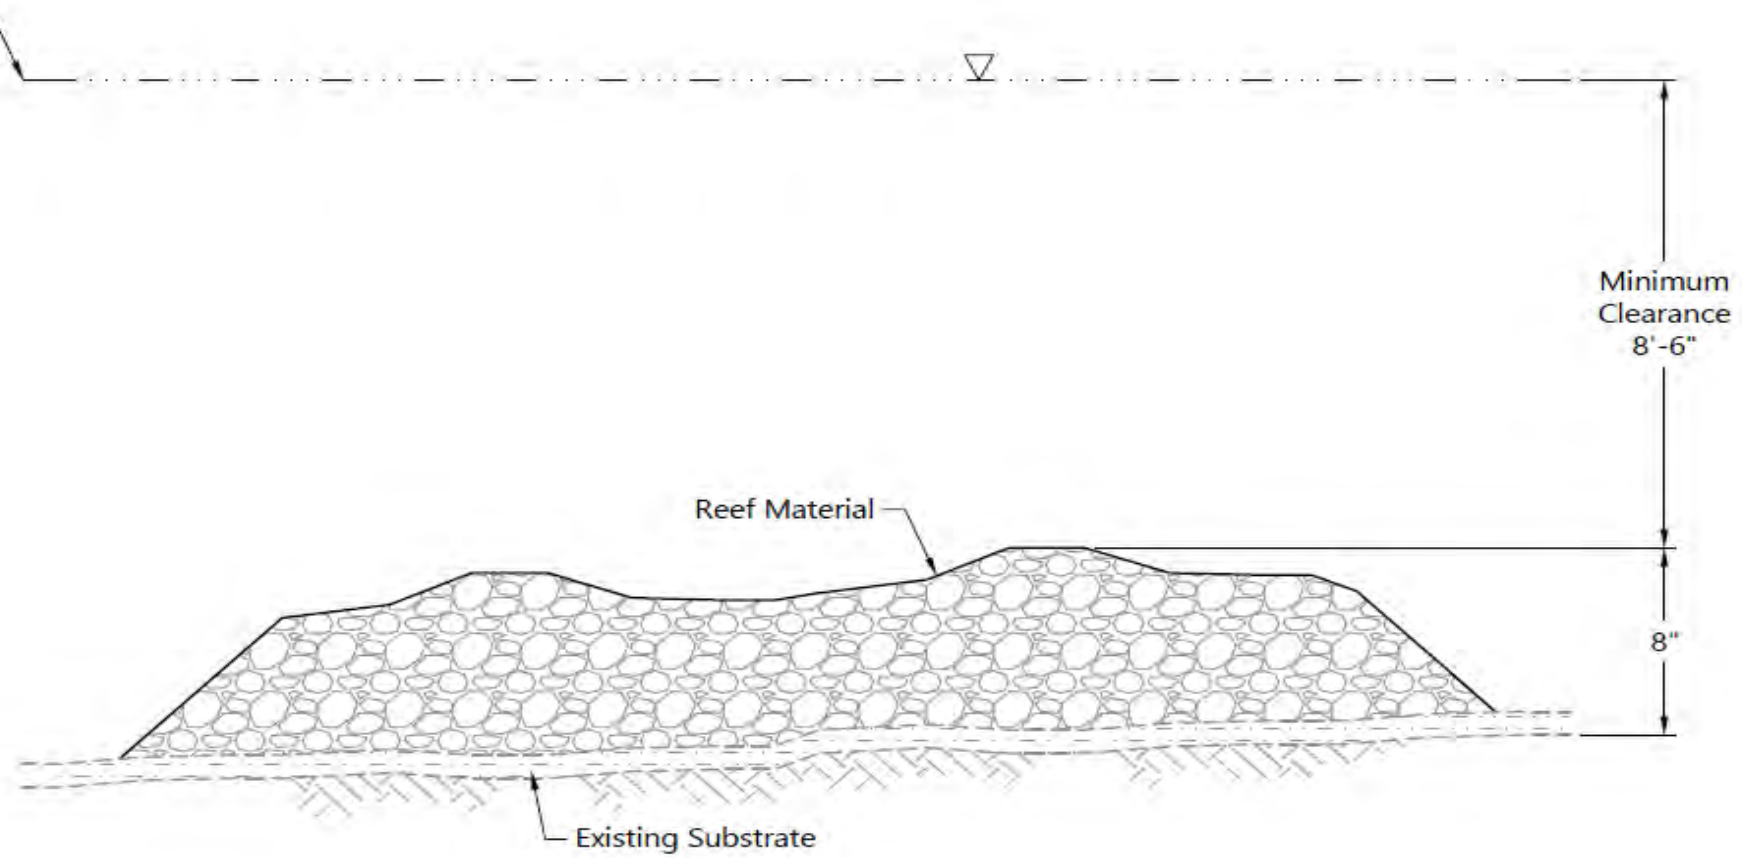 Minimum
Clearance
8'-6"
Reef Material
8"
Existing Substrate